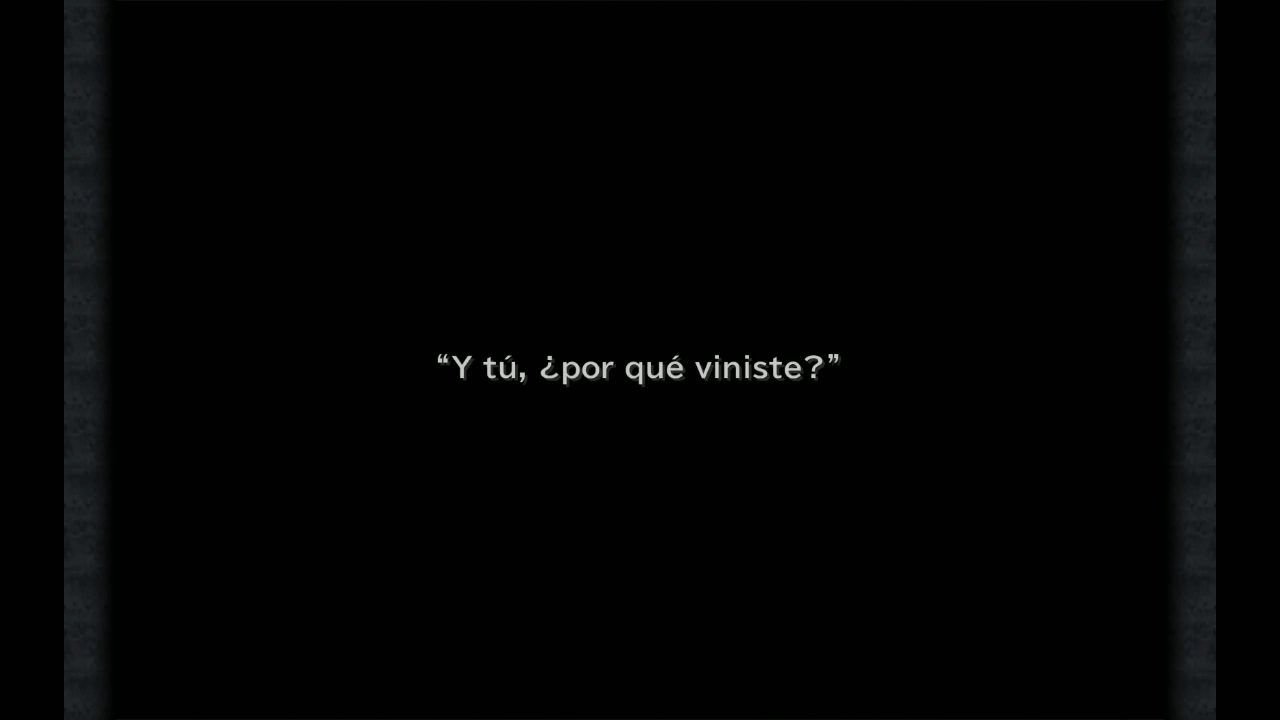 “Y tú, ¿por qué viniste?”